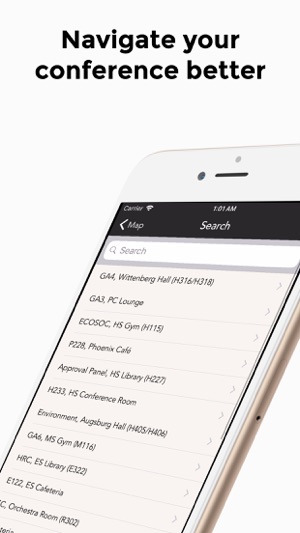 Navigate your
conference better
Carrier
1:01 AM
Map
Search
Search
GA4, Wittenberg Hall (H316/H318)
GA3, PC Lounge
ECOSOC, HS Gym (H115)
P228, Phoenix Café
Approval Panel, HS Library (H227)
H233, HS Conference Room
Environment, Augsburg Hall (H405/H406)
GA6, MS Gym (M116)
HRC, ES Library (E322)
E122, ES Cafeteria
Orchestra Room (R302)